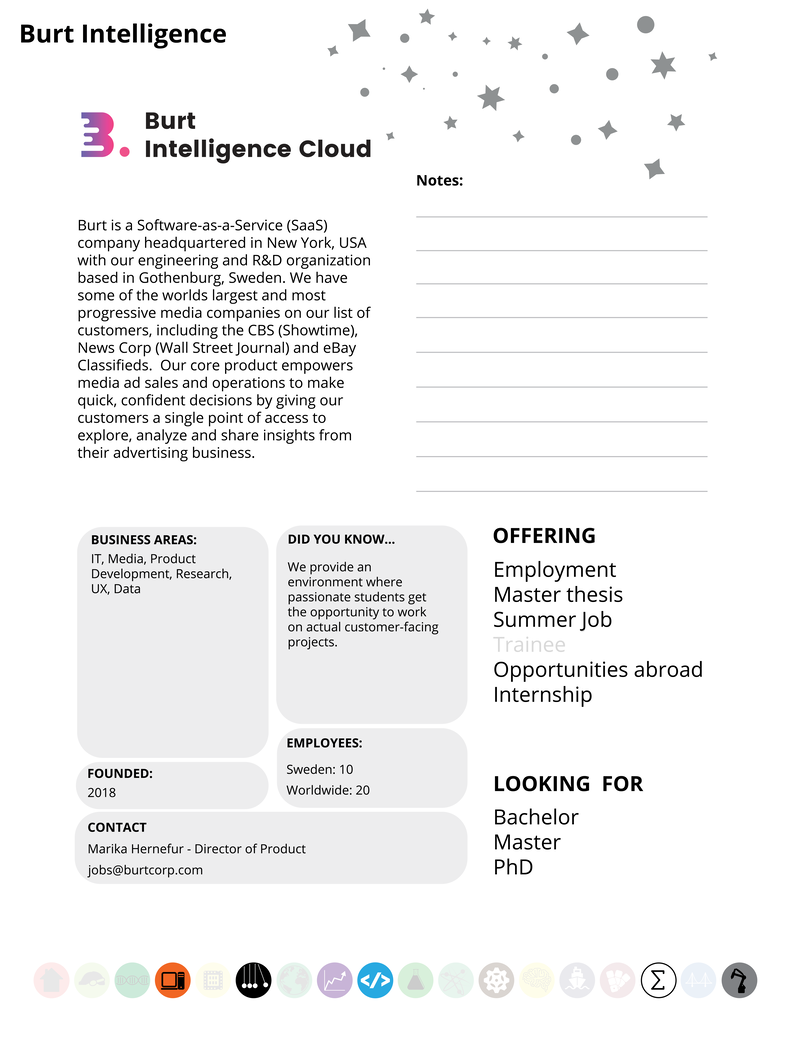 Burt Intelligence
Burt
Intelligence Cloud
Notes:
Burt is a Software-as-a-Service (SaaS)
company headquartered in New York, USA
with our engineering and R&D organization
based in Gothenburg, Sweden. We have
some of the worlds largest and most
progressive media companies on our list of
customers, including the CBS (Showtime),
News Corp (Wall Street Journal) and eBay
Classifieds.  Our core product empowers
media ad sales and operations to make
quick, confident decisions by giving our
customers a single point of access to
explore, analyze and share insights from
their advertising business.
BUSINESS AREAS:
IT, Media, Product
Development, Research,
UX, Data
DID YOU KNOW...
We provide an
environment where
passionate students get
the opportunity to work
on actual customer-facing
projects.
FOUNDED:
2018
EMPLOYEES:
Sweden: 10
Worldwide: 20
CONTACT
Marika Hernefur - Director of Product
jobs@burtcorp.com
OFFERING
Employment
Master thesis
Summer Job
Trainee
Opportunities abroad
Internship
LOOKING  FOR
Bachelor
Master
PhD